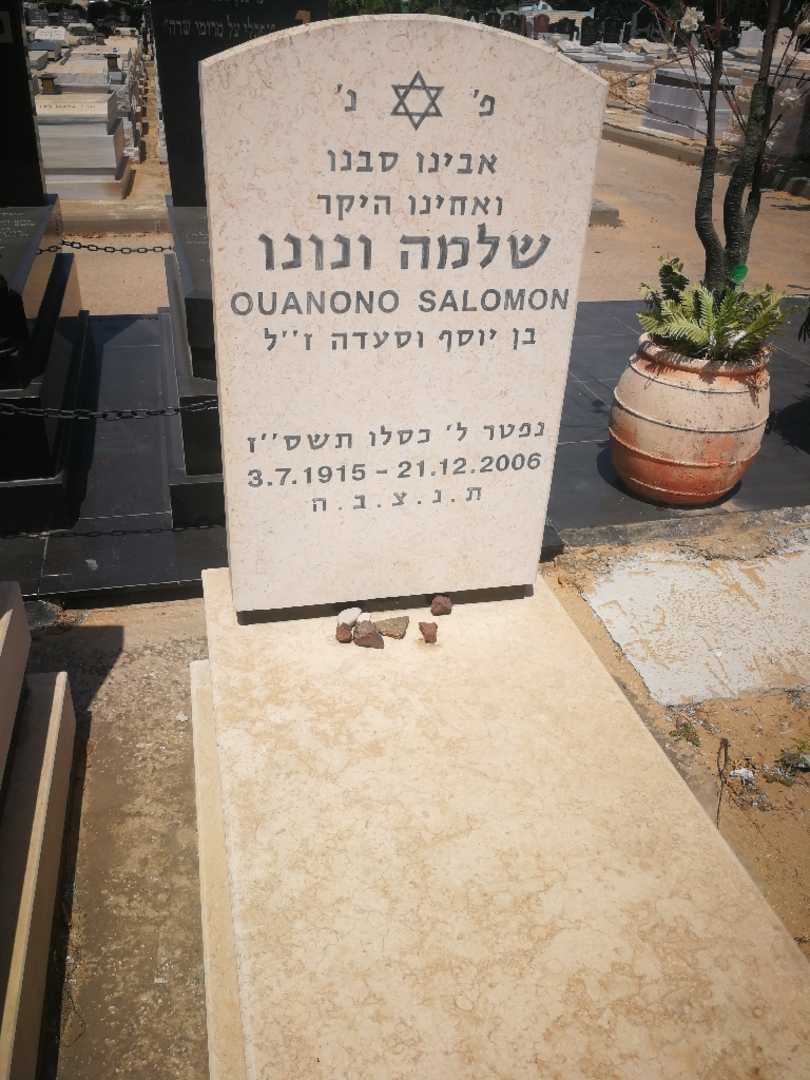 פ' נ'
אבינו סבנו
ואחינו היקר
שלמה ונונו
OUANONO SALOMON
בן יוסף וסעדה ז''ל
נפטר ל' כסלו תשס''ז
3.7.1915 - 21.12.2006
ת.נ.צ.ב.ה